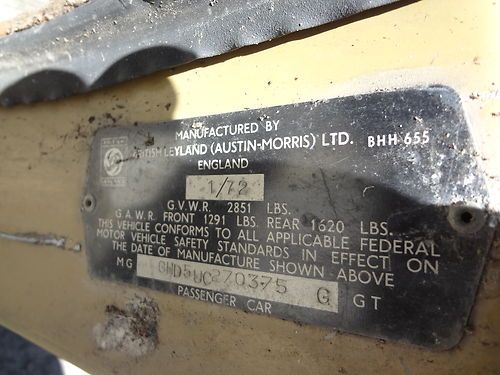 MANUFACTURED BY
BRITISH LEYLAND (AUSTIN-MORRIS) LTD. BHH 655
ENGLAND
1/72
G.V.W.R. 2851 LBS.
G.A.W.R. FRONT 1291 LBS. REAR 1620 LBS.
THIS VEHICLE CONFORMS TO ALL APPLICABLE FEDERAL
MOTOR VEHICLE SAFETY STANDARDS IN EFFECT ON
THE DATE OF MANUFACTURE SHOWN ABOVE
MG GHD5UC270375 G GT
PASSENGER CAR